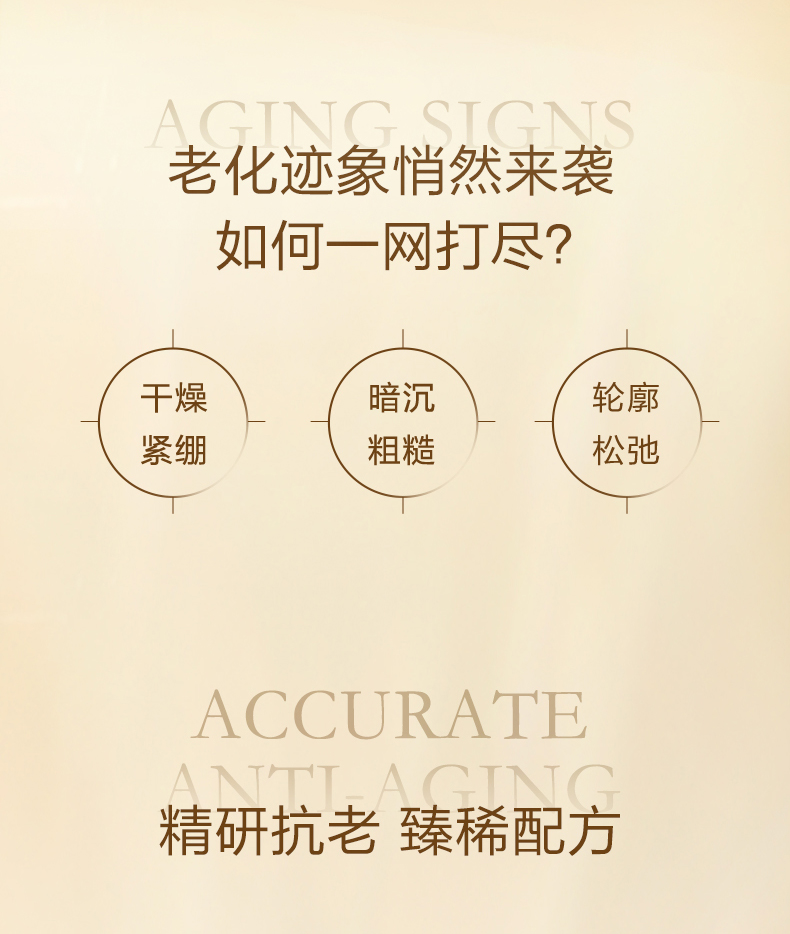 AGING SIGNS
老化迹象悄然来袭
如何一网打尽?
干燥
紧绷
暗沉
粗糙
轮廓
松弛
ACCURATE
ANTI-AGING
精研抗老 臻稀配方